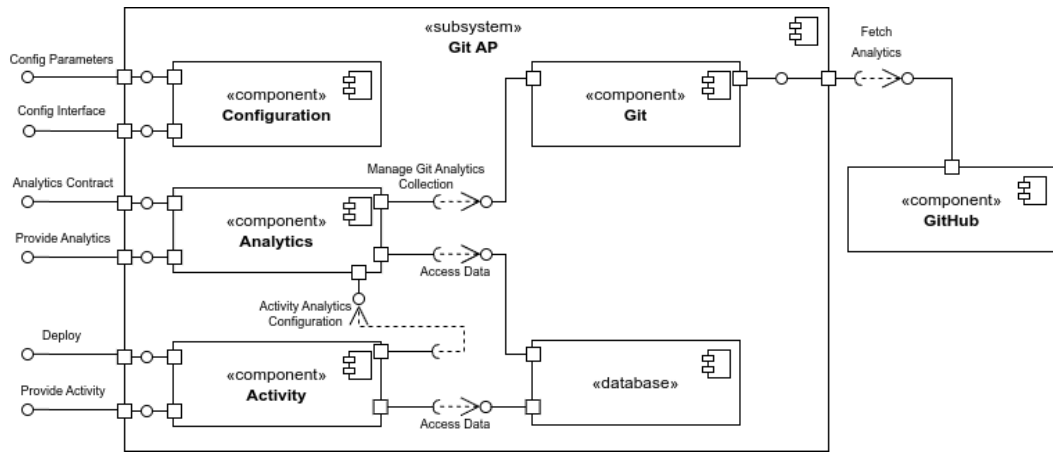 «subsystem»
Git AP
Fetch
Analytics
Config Parameters
«component»
Configuration
«component»
Git
Config Interface
Manage Git Analytics
Collection
Analytics Contract
«component»
Analytics
«component»
GitHub
Provide Analytics
Access Data
Activity Analytics
Configuration
Deploy
«component»
Activity
«database»
Provide Activity
Access Data